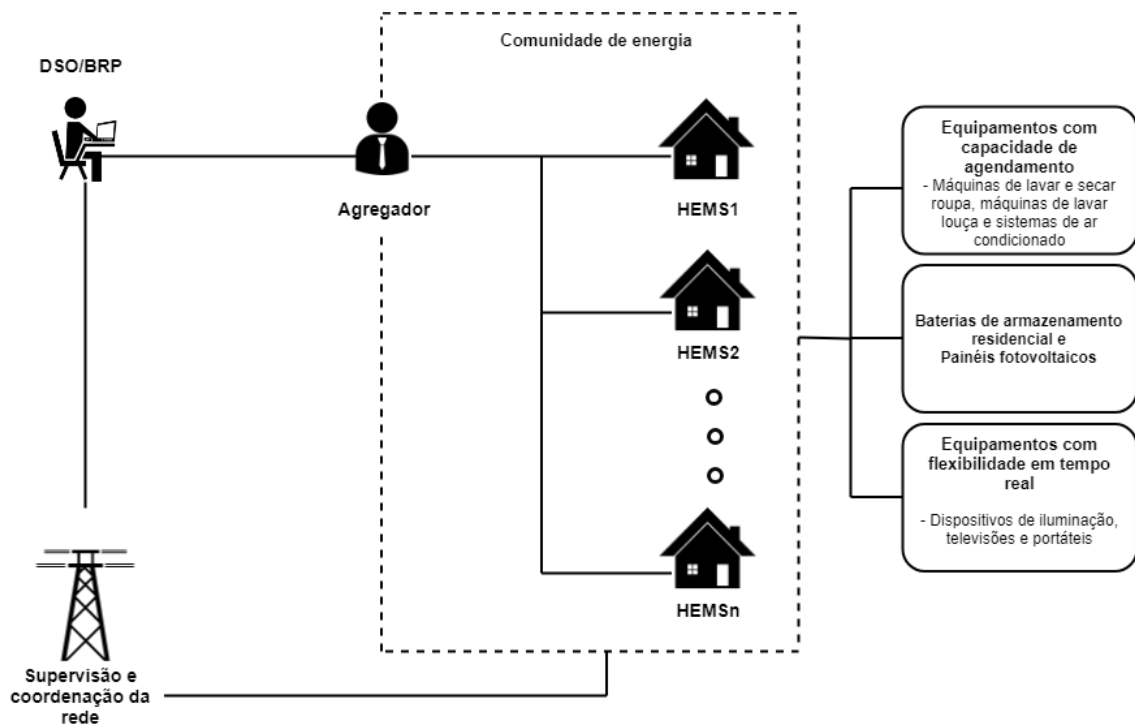 Comunidade de energia
DSO/BRP
Agregador
HEMS1
HEMS2
HEMSn
Supervisão e
coordenação da
rede
Equipamentos com
capacidade de
agendamento
- Máquinas de lavar e secar
roupa, máquinas de lavar
louça e sistemas de ar
condicionado
Baterias de armazenamento
residencial e
Painéis fotovoltaicos
Equipamentos com
flexibilidade em tempo
real
- Dispositivos de iluminação,
televisões e portáteis